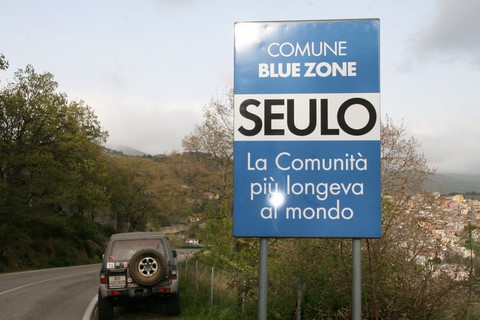 COMUNE
BLUE ZONE
SEULO
La Comunità
più longeva
al mondo